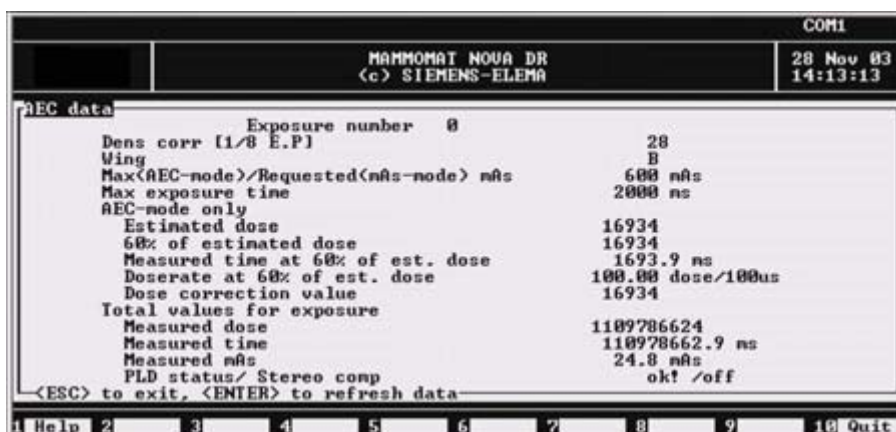 COM1
MAMMOMAT NOVA DR
(c) SIEMENS-ELEMA
28 Nov 03
14:13:13
AEC data
Exposure number 0
Dens corr [1/8 E.P] 28
Wing B
Max(AEC-mode)/Requested(mAs-mode) mAs 600 mAs
Max exposure time 2000 ms
AEC-mode only
Estimated dose 16934
60% of estimated dose 16934
Measured time at 60% of est. dose 1693.9 ms
Doserate at 60% of est. dose 100.00 dose/100us
Dose correction value 16934
Total values for exposure
Measured dose 1109786624
Measured time 110978662.9 ms
Measured mAs 24.8 mAs
PLD status/ Stereo comp ok! /off
<ESC> to exit, <ENTER> to refresh data
1 Help 2 3 4 5 6 7 8 9 10 Quit